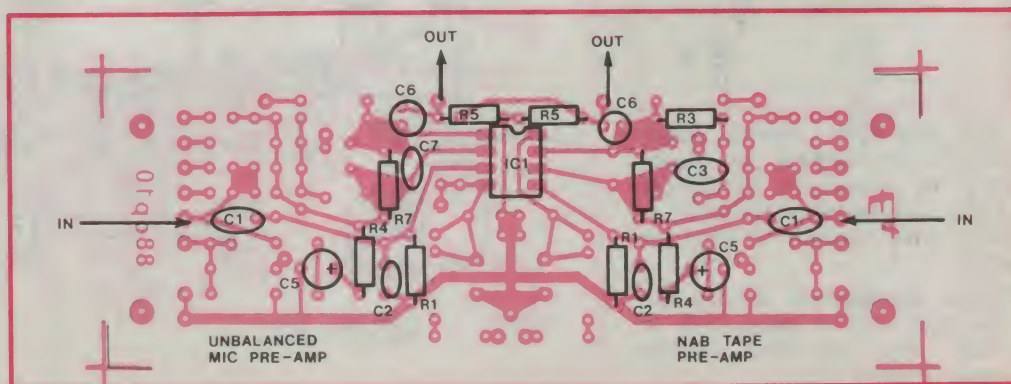 OUT
OUT
C6
R5
R5
C6
R3
C7
IC1
C3
R7
R7
IN
C1
C1
IN
R4
R1
C5
C5
C2
R1
C2
R4
UNBALANCED
MIC PRE-AMP
NAB TAPE
PRE-AMP